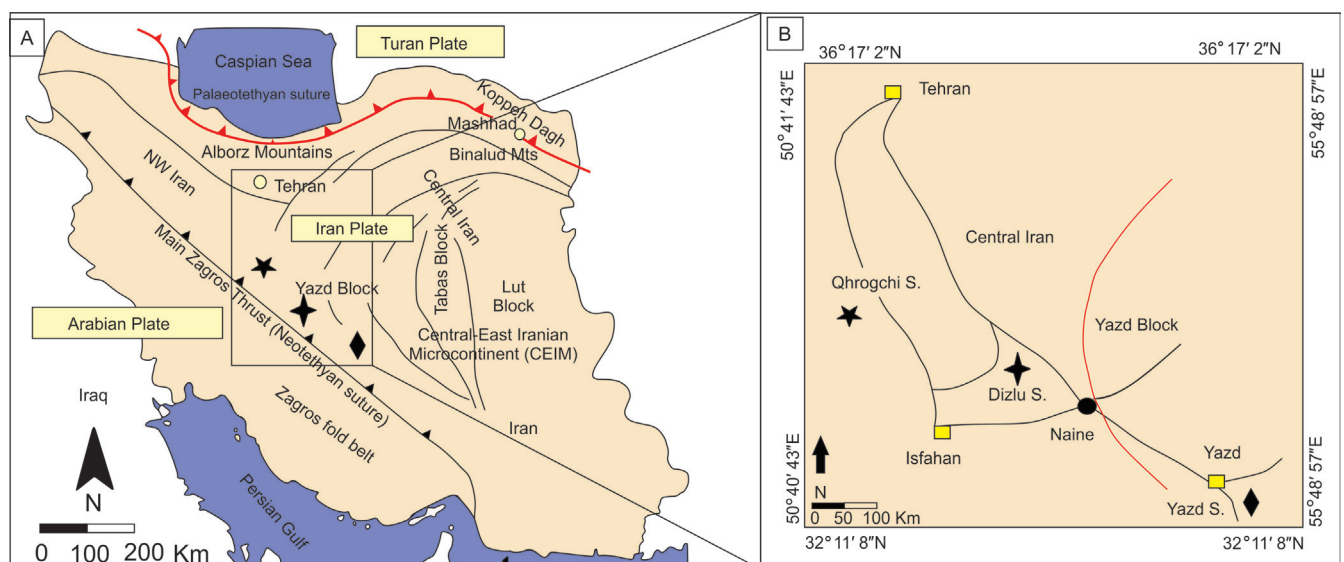 A
Turan Plate
Caspian Sea
Palaeotethyan suture
Koppeh Dagh
Mashhad
Alborz Mountains
Binalud Mts
NW Iran
Tehran
Central Iran
Iran Plate
Main Zagros Thrust (Neotethyan suture)
Yazd Block
Tabas Block
Lut
Block
Arabian Plate
Central-East Iranian
Microcontinent (CEIM)
Iraq
Zagros fold belt
Iran
N
Persian Gulf
0 100 200 Km
B
36° 17′ 2″N
36° 17′ 2″N
50° 41′ 43″E
55° 48′ 57″E
Tehran
Central Iran
Qhrogchi S.
Yazd Block
Dizlu S.
Naine
Isfahan
Yazd
50° 40′ 43″E
55° 48′ 57″E
N
0 50 100 Km
Yazd S.
32° 11′ 8″N
32° 11′ 8″N